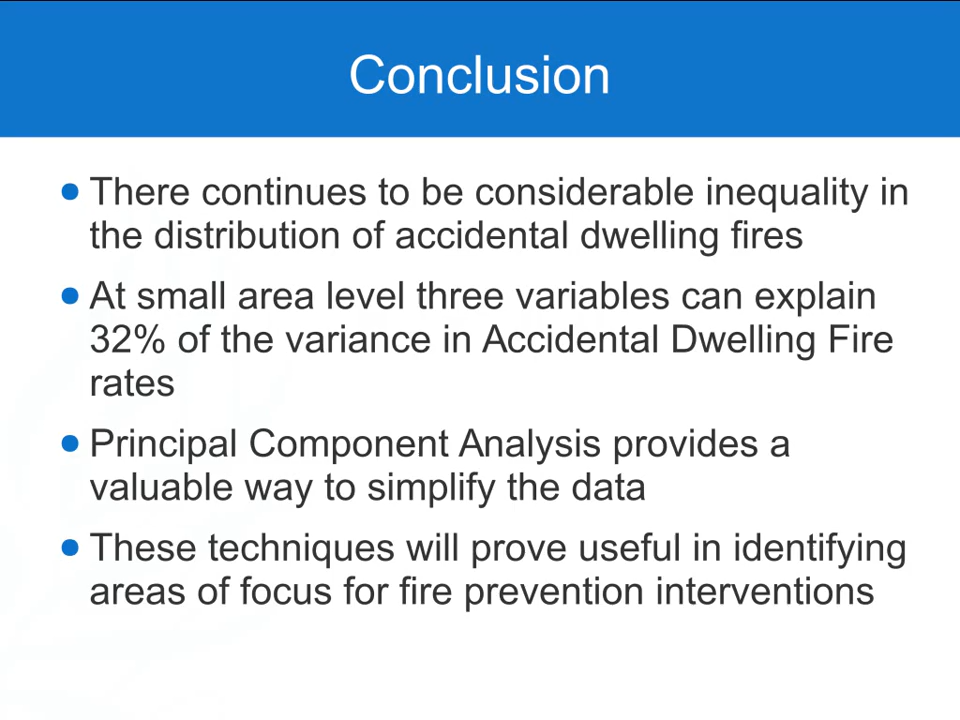 Conclusion
There continues to be considerable inequality in
the distribution of accidental dwelling fires
At small area level three variables can explain
32% of the variance in Accidental Dwelling Fire
rates
Principal Component Analysis provides a
valuable way to simplify the data
These techniques will prove useful in identifying
areas of focus for fire prevention interventions